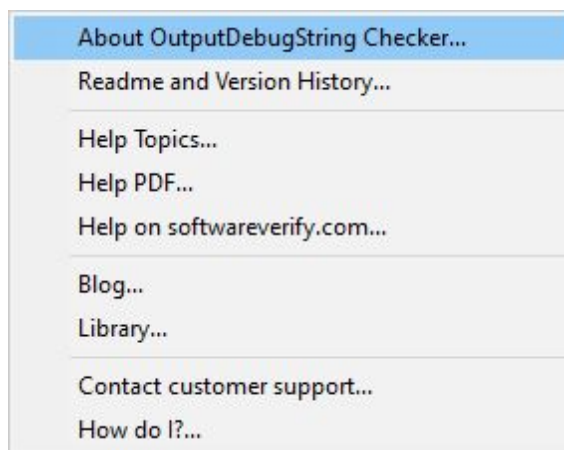 About OutputDebugString Checker...
Readme and Version History...
Help Topics...
Help PDF...
Help on softwareverify.com...
Blog...
Library...
Contact customer support...
How do I?...